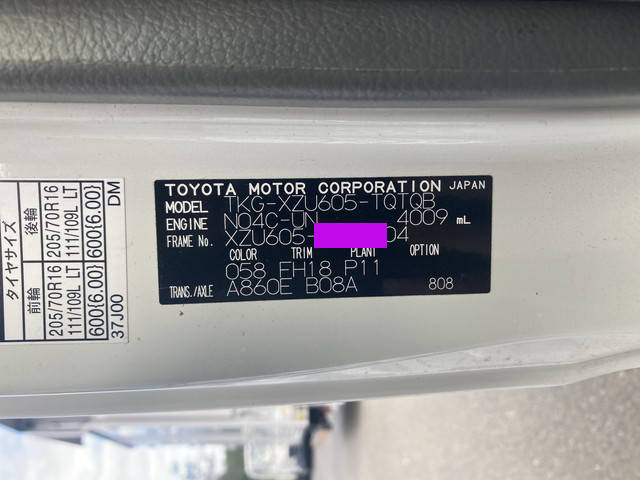 TOYOTA MOTOR CORPORATION JAPAN
MODEL TKG-XZU605-TQTQB
ENGINE N04C-UN 4009 mL
FRAME No. XZU605- 04
COLOR TRIM PLANT OPTION
058 EH18 P11
TRANS./AXLE A860E B08A 808
タイヤサイズ
前輪 後輪
205/70R16 205/70R16
111/109L LT 111/109L LT
600{6.00} 600{6.00}
37J00 DM